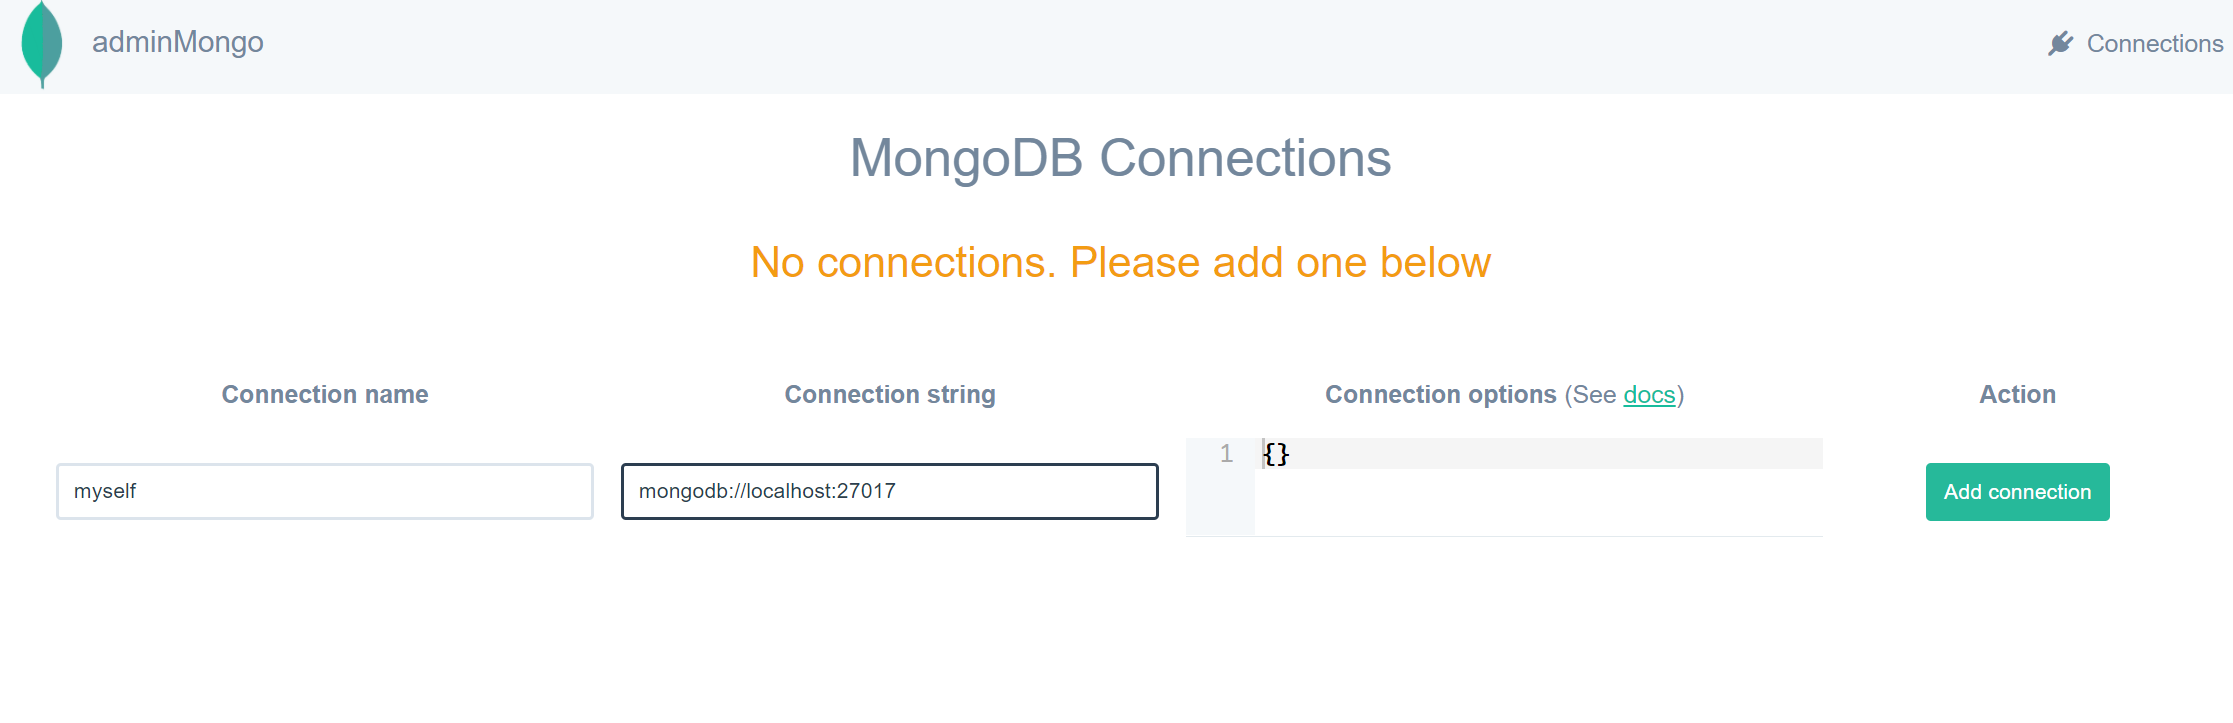 adminMongo
Connections
MongoDB Connections
No connections. Please add one below
Connection name
Connection string
Connection options (See docs)
Action
myself
mongodb://localhost:27017
1 {}
Add connection